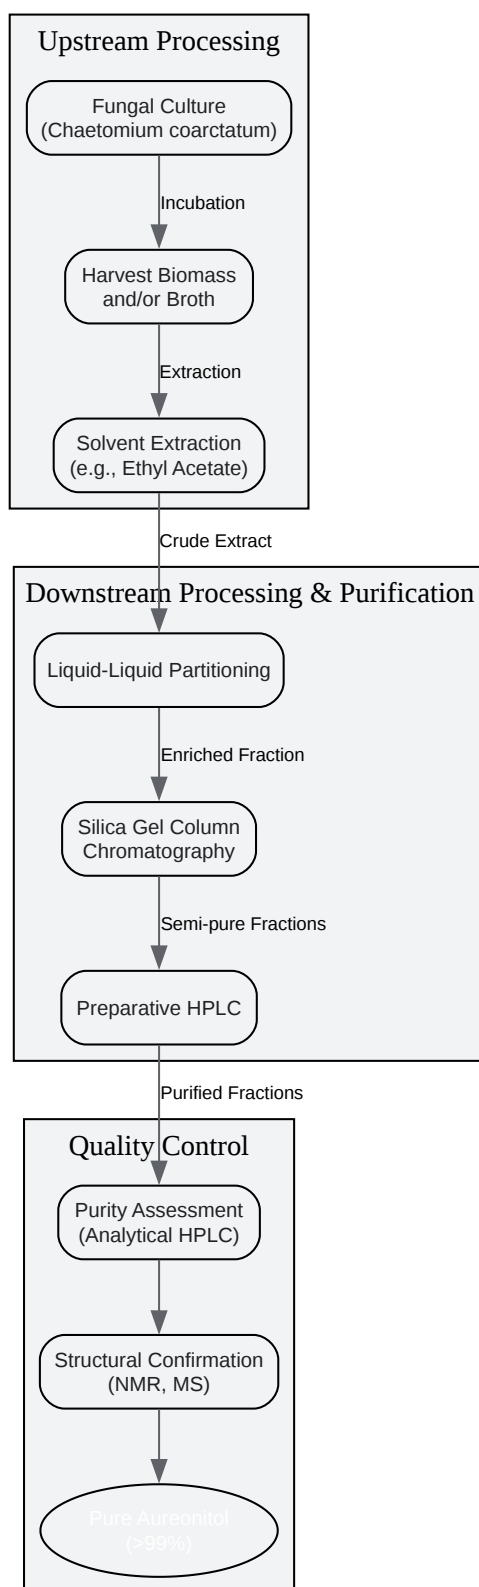 Upstream Processing
Fungal Culture
(Chaetomium coarctatum)
Incubation
Harvest Biomass
and/or Broth
Extraction
Solvent Extraction
(e.g., Ethyl Acetate)
Crude Extract
Downstream Processing & Purification
Liquid-Liquid Partitioning
Enriched Fraction
Silica Gel Column
Chromatography
Semi-pure Fractions
Preparative HPLC
Purified Fractions
Quality Control
Purity Assessment
(Analytical HPLC)
Structural Confirmation
(NMR, MS)
Pure Aureonitol
(>99%)